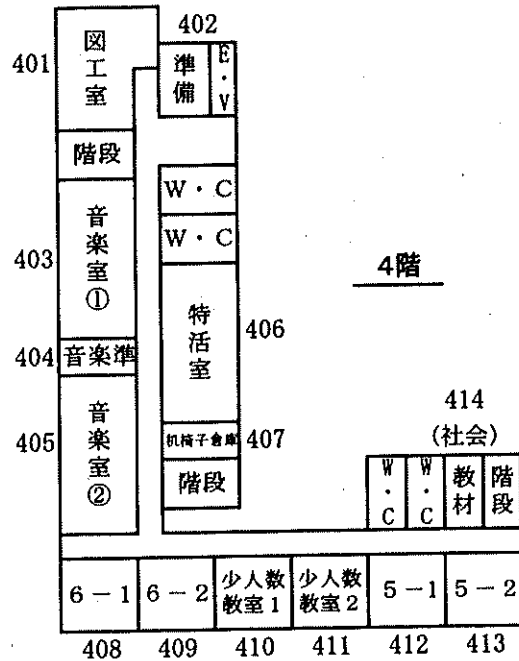 402
401
図工室
準備
E・V
階段
W・C
W・C
403
音楽室①
4階
特活室
406
404
音楽準
414
(社会)
405
音楽室②
机椅子倉庫
407
階段
W・C
W・C
教材
階段
6－1
6－2
少人数
教室1
少人数
教室2
5－1
5－2
408
409
410
411
412
413